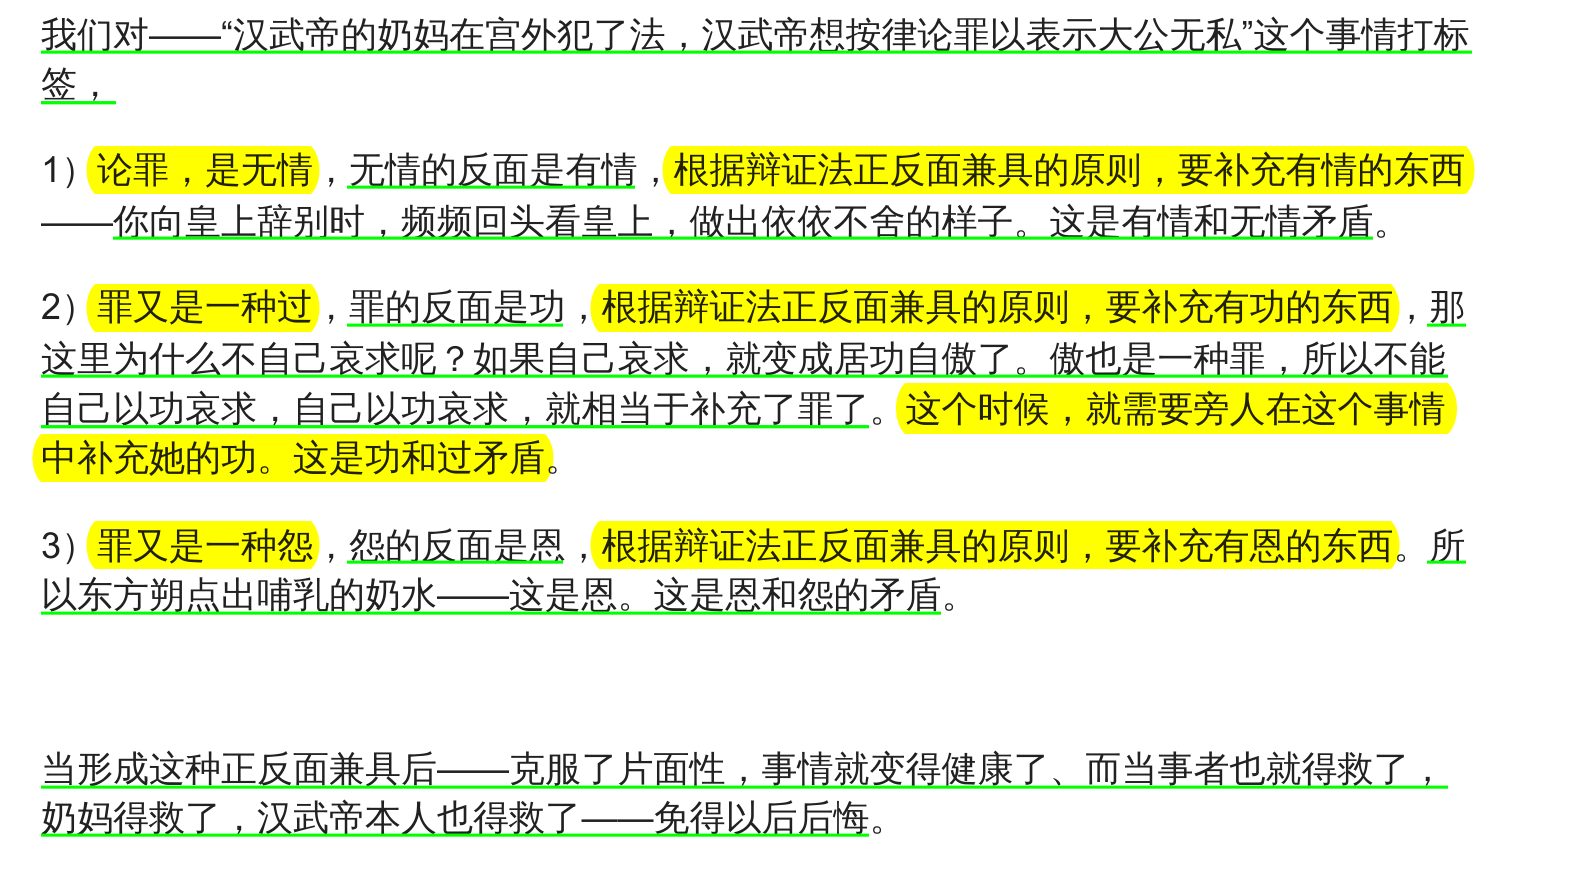 我们对——“汉武帝的奶妈在宫外犯了法，汉武帝想按律论罪以表示大公无私”这个事情打标
签，
1）论罪，是无情，无情的反面是有情，根据辩证法正反面兼具的原则，要补充有情的东西
——你向皇上辞别时，频频回头看皇上，做出依依不舍的样子。这是有情和无情矛盾。
2）罪又是一种过，罪的反面是功，根据辩证法正反面兼具的原则，要补充有功的东西，那
这里为什么不自己哀求呢？如果自己哀求，就变成居功自傲了。傲也是一种罪，所以不能
自己以功哀求，自己以功哀求，就相当于补充了罪了。这个时候，就需要旁人在这个事情
中补充她的功。这是功和过矛盾。
3）罪又是一种怨，怨的反面是恩，根据辩证法正反面兼具的原则，要补充有恩的东西。所
以东方朔点出哺乳的奶水——这是恩。这是恩和怨的矛盾。
当形成这种正反面兼具后——克服了片面性，事情就变得健康了、而当事者也就得救了，
奶妈得救了，汉武帝本人也得救了——免得以后后悔。